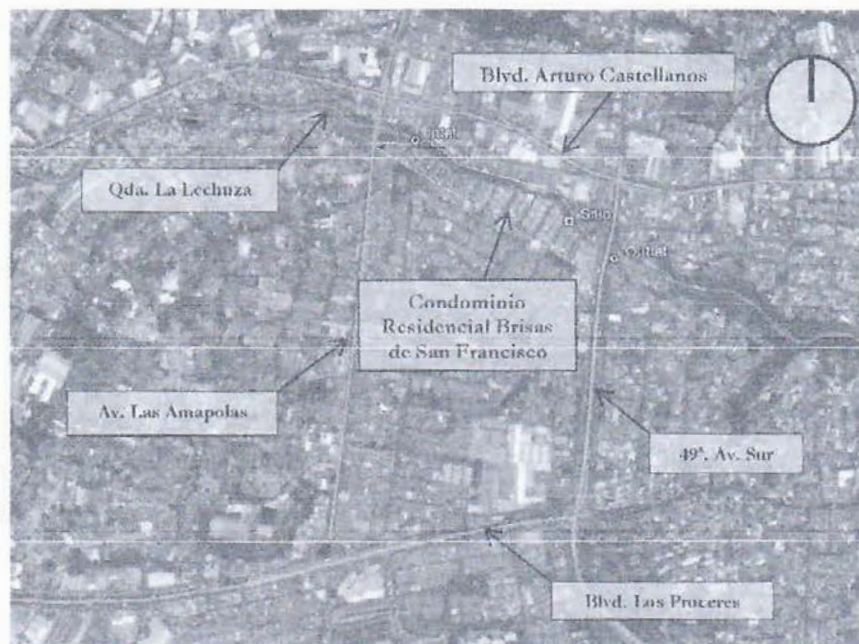 Blvd. Arturo Castellanos
Qda. La Lechuza
Sitio
Condominio
Residencial Brisas
de San Francisco
Av. Las Amapolas
49ª. Av. Sur
Blvd. Los Proceres